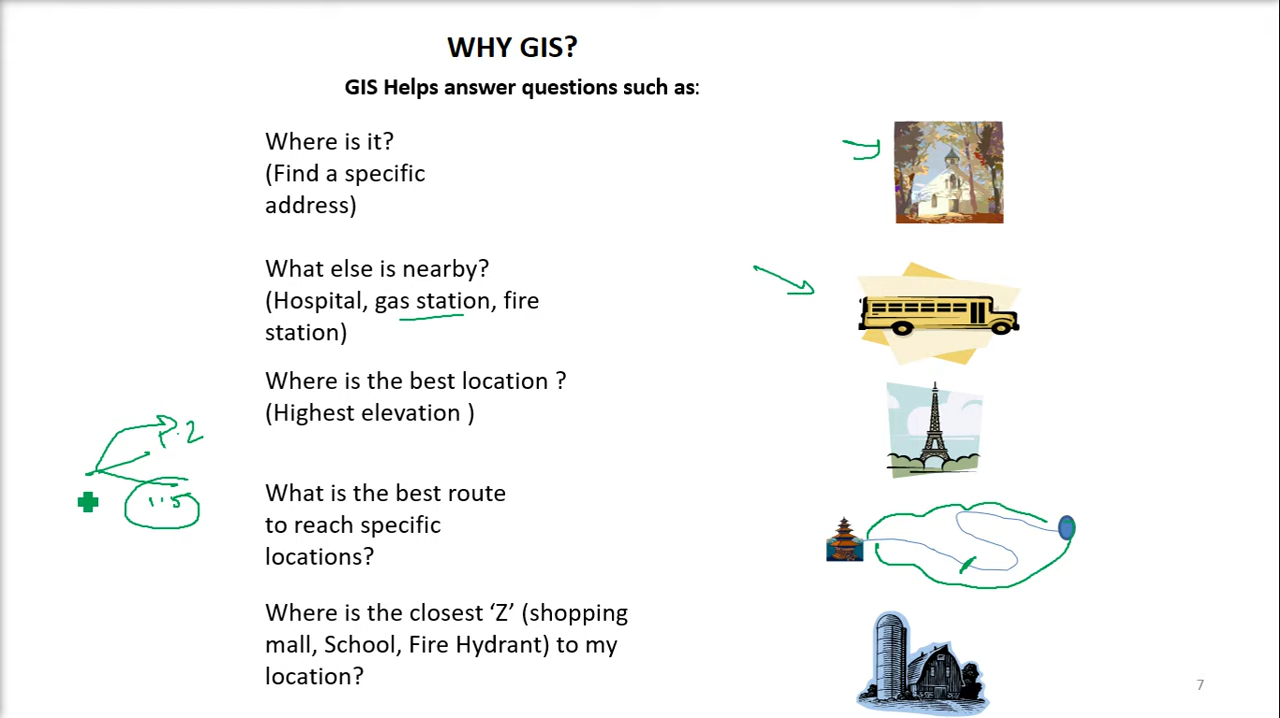 WHY GIS?
GIS Helps answer questions such as:
Where is it?
(Find a specific
address)
What else is nearby?
(Hospital, gas station, fire
station)
Where is the best location ?
(Highest elevation )
What is the best route
to reach specific
locations?
1.5
Where is the closest ‘Z’ (shopping
mall, School, Fire Hydrant) to my
location?
7